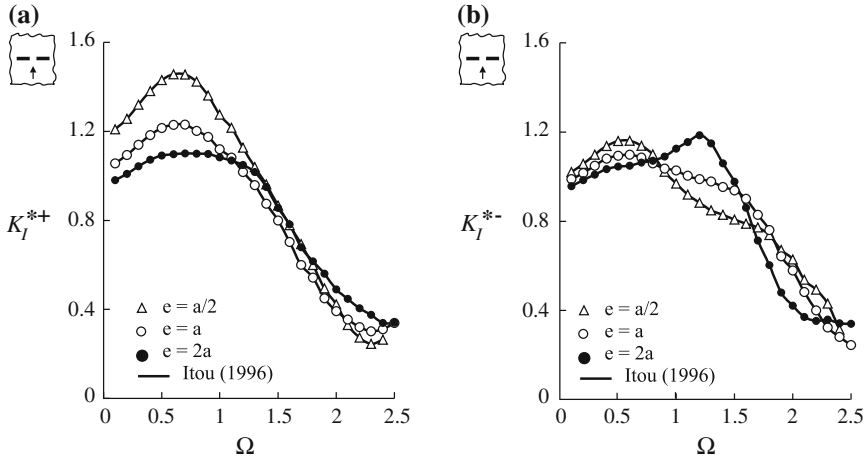 (a)
1.6
1.2
0.8
0.4
0
K_I^{*+}
e = a/2
e = a
e = 2a
Itou (1996)
0 0.5 1 1.5 2 2.5
Ω
(b)
1.6
1.2
0.8
0.4
0
K_I^{*-}
e = a/2
e = a
e = 2a
Itou (1996)
0 0.5 1 1.5 2 2.5
Ω